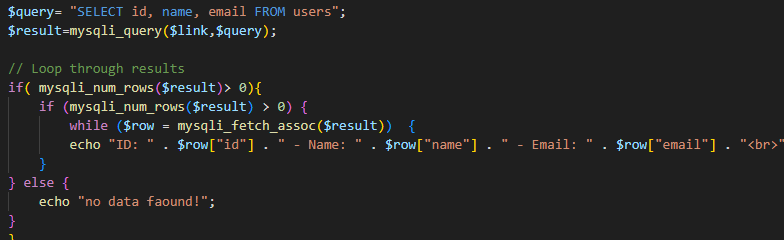 $query= "SELECT id, name, email FROM users";
$result=mysqli_query($link,$query);
// Loop through results
if( mysqli_num_rows($result)> 0){
if (mysqli_num_rows($result) > 0) {
while ($row = mysqli_fetch_assoc($result))  {
echo "ID: " . $row["id"] . " - Name: " . $row["name"] . " - Email: " . $row["email"] . "<br>"
}
} else {
echo "no data faound!";
}
}